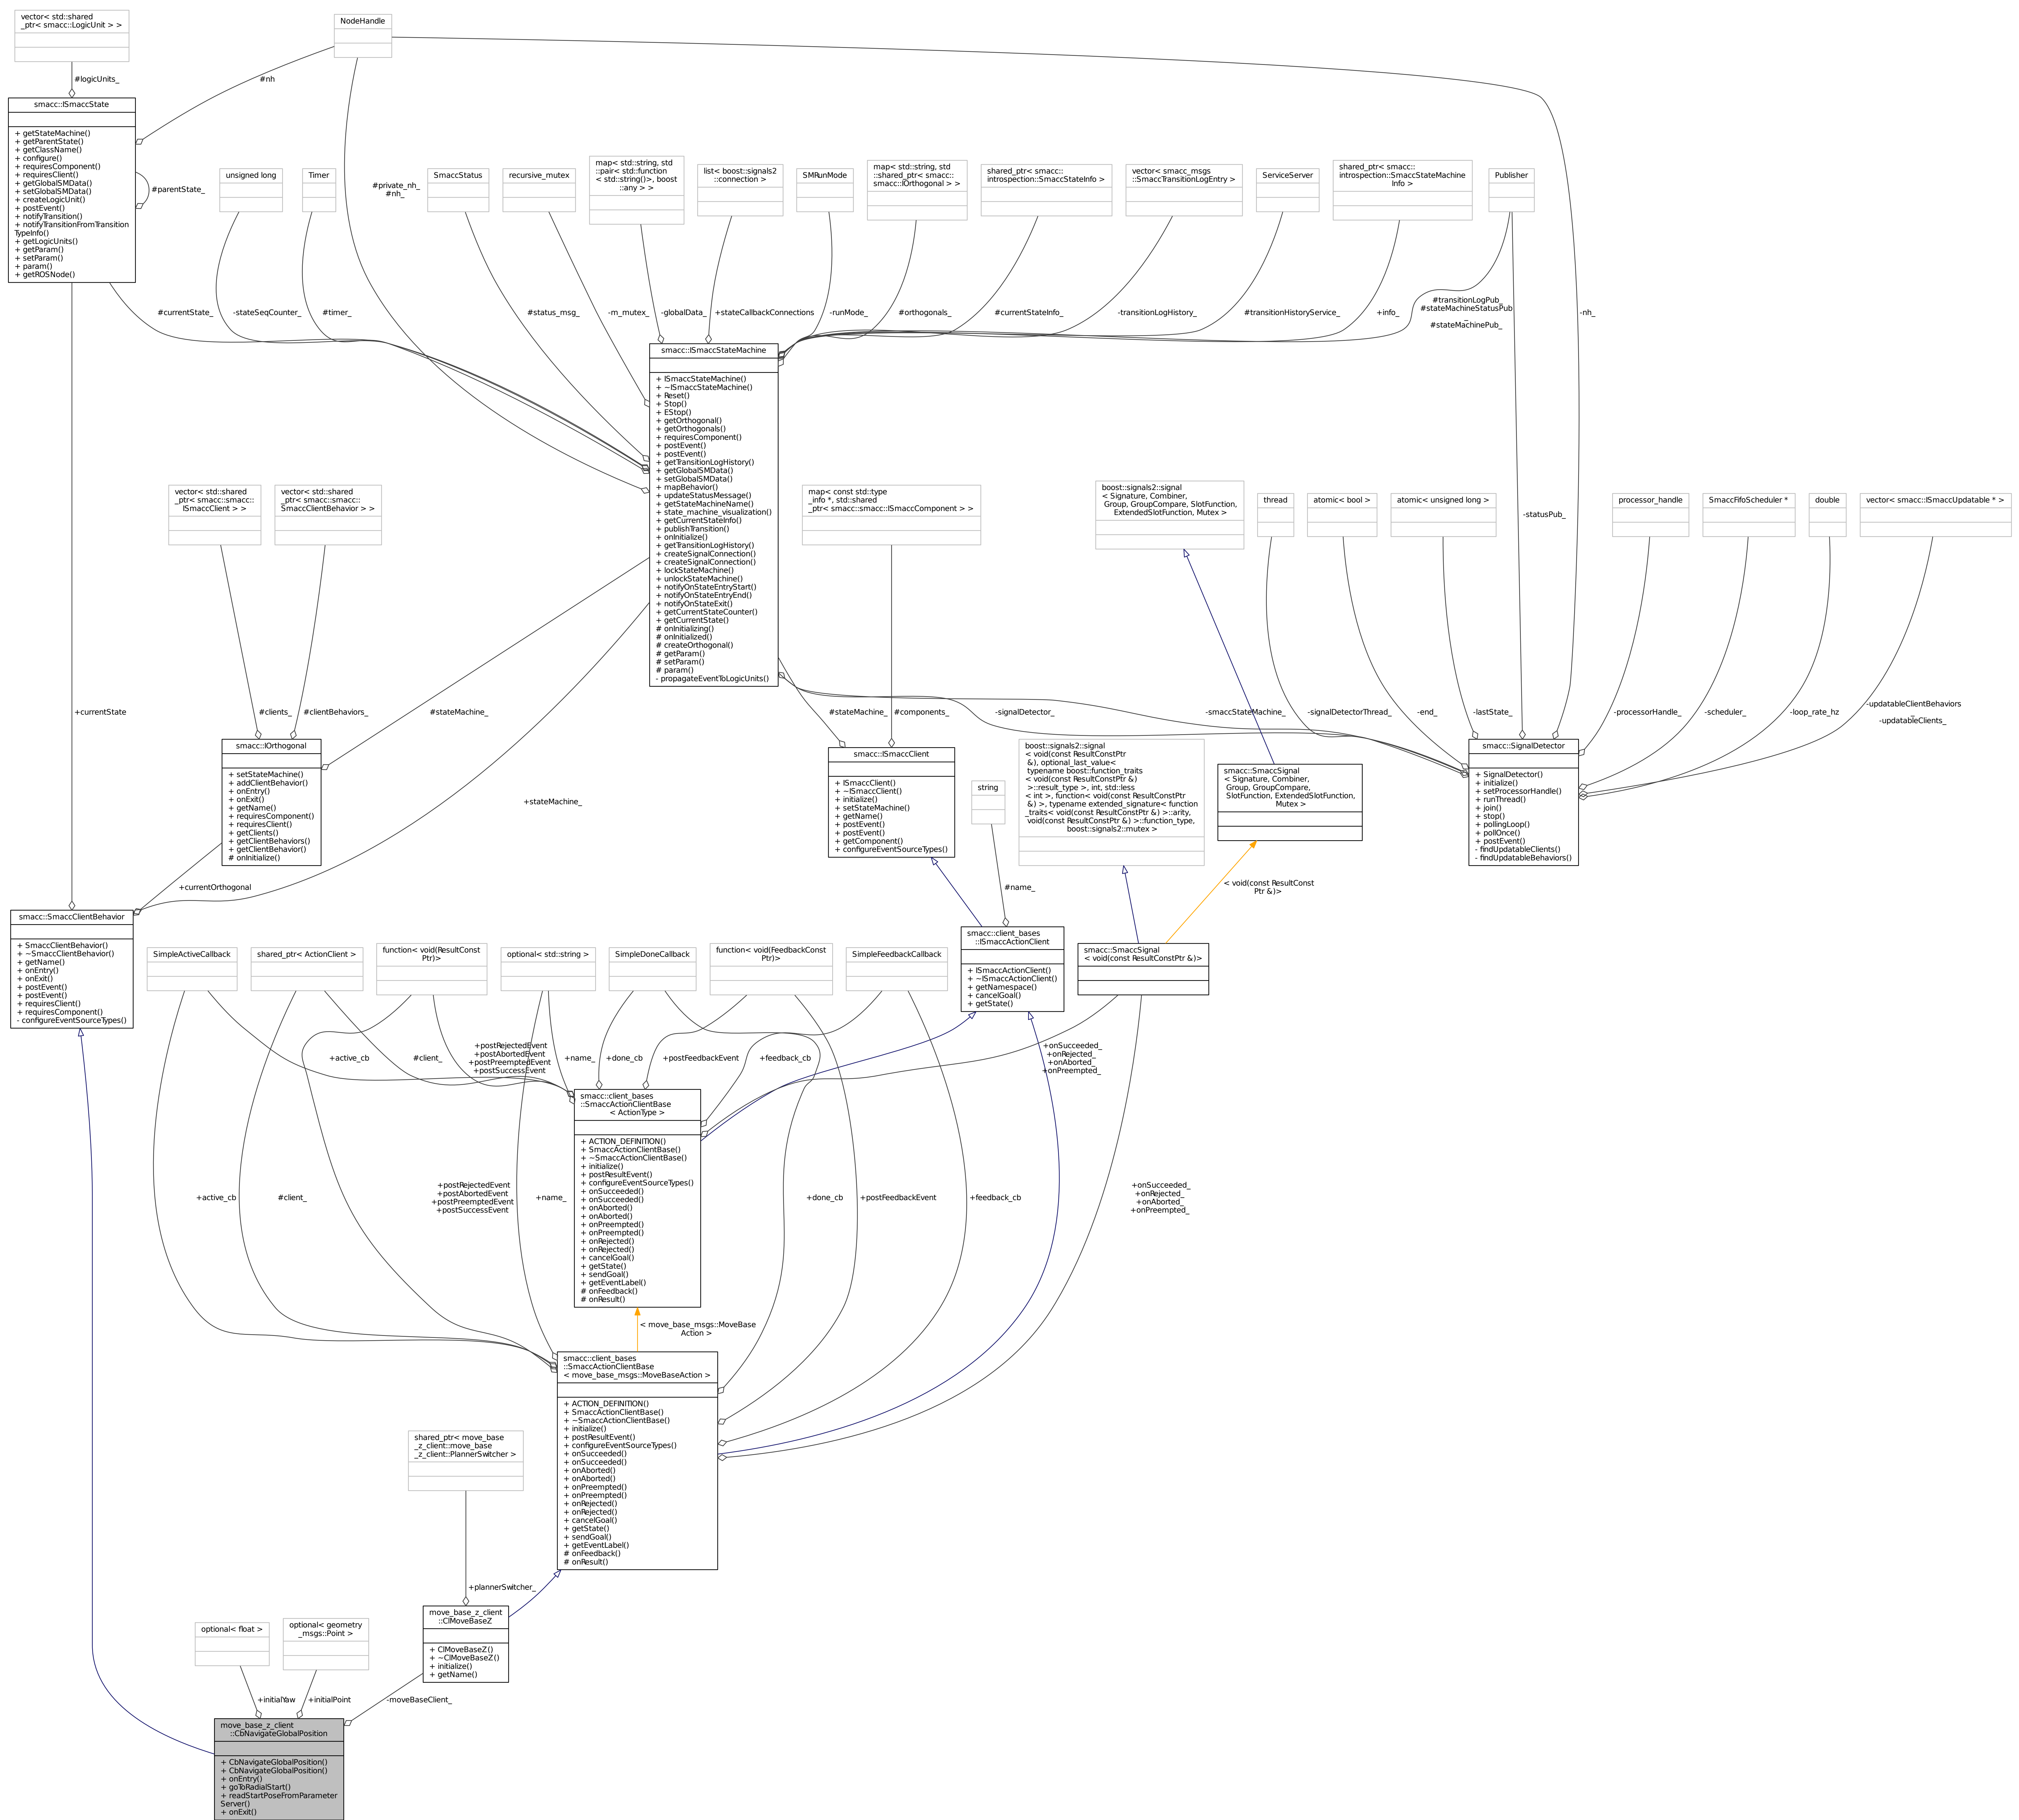 vector< std::shared
_ptr< smacc::LogicUnit > >
NodeHandle
#logicUnits_
#nh
smacc::ISmaccState
+ getStateMachine()
+ getParentState()
+ getClassName()
+ configure()
+ requiresComponent()
+ requiresClient()
+ getGlobalSMData()
+ setGlobalSMData()
+ createLogicUnit()
+ postEvent()
+ notifyTransition()
+ notifyTransitionFromTransition
TypeInfo()
+ getLogicUnits()
+ getParam()
+ setParam()
+ param()
+ getROSNode()
#parentState_
unsigned long
Timer
#private_nh_
#nh_
SmaccStatus
recursive_mutex
map< std::string, std
::pair< std::function
< std::string()>, boost
::any > >
list< boost::signals2
::connection >
SMRunMode
map< std::string, std
::shared_ptr< smacc::
smacc::IOrthogonal > >
shared_ptr< smacc::
introspection::SmaccStateInfo >
vector< smacc_msgs
::SmaccTransitionLogEntry >
ServiceServer
shared_ptr< smacc::
introspection::SmaccStateMachine
Info >
Publisher
#currentState_
-stateSeqCounter_
#timer_
#status_msg_
-m_mutex_
-globalData_
+stateCallbackConnections
-runMode_
#orthogonals_
#currentStateInfo_
-transitionLogHistory_
#transitionHistoryService_
+info_
#transitionLogPub_
#stateMachineStatusPub
_
#stateMachinePub_
-nh_
smacc::ISmaccStateMachine
+ ISmaccStateMachine()
+ ~ISmaccStateMachine()
+ Reset()
+ Stop()
+ EStop()
+ getOrthogonal()
+ getOrthogonals()
+ requiresComponent()
+ postEvent()
+ postEvent()
+ getTransitionLogHistory()
+ getGlobalSMData()
+ setGlobalSMData()
+ mapBehavior()
+ updateStatusMessage()
+ getStateMachineName()
+ state_machine_visualization()
+ getCurrentStateInfo()
+ publishTransition()
+ onInitialize()
+ getTransitionLogHistory()
+ createSignalConnection()
+ createSignalConnection()
+ lockStateMachine()
+ unlockStateMachine()
+ notifyOnStateEntryStart()
+ notifyOnStateEntryEnd()
+ notifyOnStateExit()
+ getCurrentStateCounter()
+ getCurrentState()
# onInitializing()
# onInitialized()
# createOrthogonal()
# getParam()
# setParam()
# param()
- propagateEventToLogicUnits()
vector< std::shared
_ptr< smacc::smacc::
ISmaccClient > >
vector< std::shared
_ptr< smacc::smacc::
SmaccClientBehavior > >
map< const std::type
_info *, std::shared
_ptr< smacc::smacc::ISmaccComponent > >
boost::signals2::signal
< Signature, Combiner,
Group, GroupCompare, SlotFunction,
ExtendedSlotFunction, Mutex >
thread
atomic< bool >
atomic< unsigned long >
-statusPub_
processor_handle
SmaccFifoScheduler *
double
vector< smacc::ISmaccUpdatable * >
+currentState
#clients_
#clientBehaviors_
#stateMachine_
#stateMachine_
#components_
-signalDetector_
-smaccStateMachine_
-signalDetectorThread_
-end_
-lastState_
-processorHandle_
-scheduler_
-loop_rate_hz
-updatableClientBehaviors
_
-updatableClients_
smacc::IOrthogonal
+ setStateMachine()
+ addClientBehavior()
+ onEntry()
+ onExit()
+ getName()
+ requiresComponent()
+ requiresClient()
+ getClients()
+ getClientBehaviors()
+ getClientBehavior()
# onInitialize()
+stateMachine_
smacc::ISmaccClient
+ ISmaccClient()
+ ~ISmaccClient()
+ initialize()
+ setStateMachine()
+ getName()
+ postEvent()
+ postEvent()
+ getComponent()
+ configureEventSourceTypes()
string
boost::signals2::signal
< void(const ResultConstPtr
&), optional_last_value<
typename boost::function_traits
< void(const ResultConstPtr &)
>::result_type >, int, std::less
< int >, function< void(const ResultConstPtr
&) >, typename extended_signature< function
_traits< void(const ResultConstPtr &) >::arity,
void(const ResultConstPtr &) >::function_type,
boost::signals2::mutex >
smacc::SmaccSignal
< Signature, Combiner,
Group, GroupCompare,
SlotFunction, ExtendedSlotFunction,
Mutex >
smacc::SignalDetector
+ SignalDetector()
+ initialize()
+ setProcessorHandle()
+ runThread()
+ join()
+ stop()
+ pollingLoop()
+ pollOnce()
+ postEvent()
- findUpdatableClients()
- findUpdatableBehaviors()
+currentOrthogonal
#name_
< void(const ResultConst
Ptr &)>
smacc::SmaccClientBehavior
+ SmaccClientBehavior()
+ ~SmaccClientBehavior()
+ getName()
+ onEntry()
+ onExit()
+ postEvent()
+ postEvent()
+ requiresClient()
+ requiresComponent()
- configureEventSourceTypes()
SimpleActiveCallback
shared_ptr< ActionClient >
function< void(ResultConst
Ptr)>
optional< std::string >
SimpleDoneCallback
function< void(FeedbackConst
Ptr)>
SimpleFeedbackCallback
smacc::client_bases
::ISmaccActionClient
+ ISmaccActionClient()
+ ~ISmaccActionClient()
+ getNamespace()
+ cancelGoal()
+ getState()
smacc::SmaccSignal
< void(const ResultConstPtr &)>
+active_cb
#client_
+postRejectedEvent
+postAbortedEvent
+postPreemptedEvent
+postSuccessEvent
+name_
+done_cb
+postFeedbackEvent
+feedback_cb
+onSucceeded_
+onRejected_
+onAborted_
+onPreempted_
smacc::client_bases
::SmaccActionClientBase
< ActionType >
+ ACTION_DEFINITION()
+ SmaccActionClientBase()
+ ~SmaccActionClientBase()
+ initialize()
+ postResultEvent()
+ configureEventSourceTypes()
+ onSucceeded()
+ onSucceeded()
+ onAborted()
+ onAborted()
+ onPreempted()
+ onPreempted()
+ onRejected()
+ onRejected()
+ cancelGoal()
+ getState()
+ sendGoal()
+ getEventLabel()
# onFeedback()
# onResult()
+active_cb
#client_
+postRejectedEvent
+postAbortedEvent
+postPreemptedEvent
+postSuccessEvent
+name_
+done_cb
+postFeedbackEvent
+feedback_cb
+onSucceeded_
+onRejected_
+onAborted_
+onPreempted_
< move_base_msgs::MoveBase
Action >
smacc::client_bases
::SmaccActionClientBase
< move_base_msgs::MoveBaseAction >
+ ACTION_DEFINITION()
+ SmaccActionClientBase()
+ ~SmaccActionClientBase()
+ initialize()
+ postResultEvent()
+ configureEventSourceTypes()
+ onSucceeded()
+ onSucceeded()
+ onAborted()
+ onAborted()
+ onPreempted()
+ onPreempted()
+ onRejected()
+ onRejected()
+ cancelGoal()
+ getState()
+ sendGoal()
+ getEventLabel()
# onFeedback()
# onResult()
shared_ptr< move_base
_z_client::move_base
_z_client::PlannerSwitcher >
+plannerSwitcher_
move_base_z_client
::ClMoveBaseZ
+ ClMoveBaseZ()
+ ~ClMoveBaseZ()
+ initialize()
+ getName()
optional< float >
optional< geometry
_msgs::Point >
+initialYaw
+initialPoint
-moveBaseClient_
move_base_z_client
::CbNavigateGlobalPosition
+ CbNavigateGlobalPosition()
+ CbNavigateGlobalPosition()
+ onEntry()
+ goToRadialStart()
+ readStartPoseFromParameter
Server()
+ onExit()